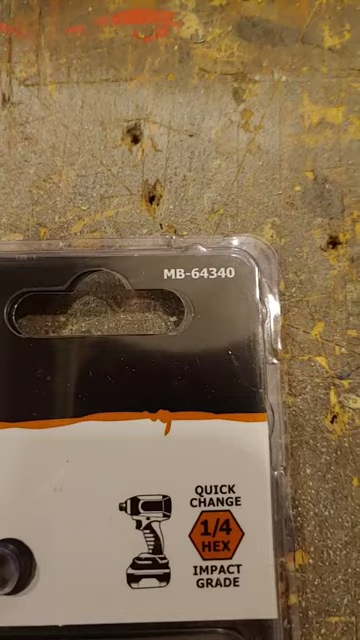 MB-64340
QUICK
CHANGE
1/4
HEX
IMPACT
GRADE